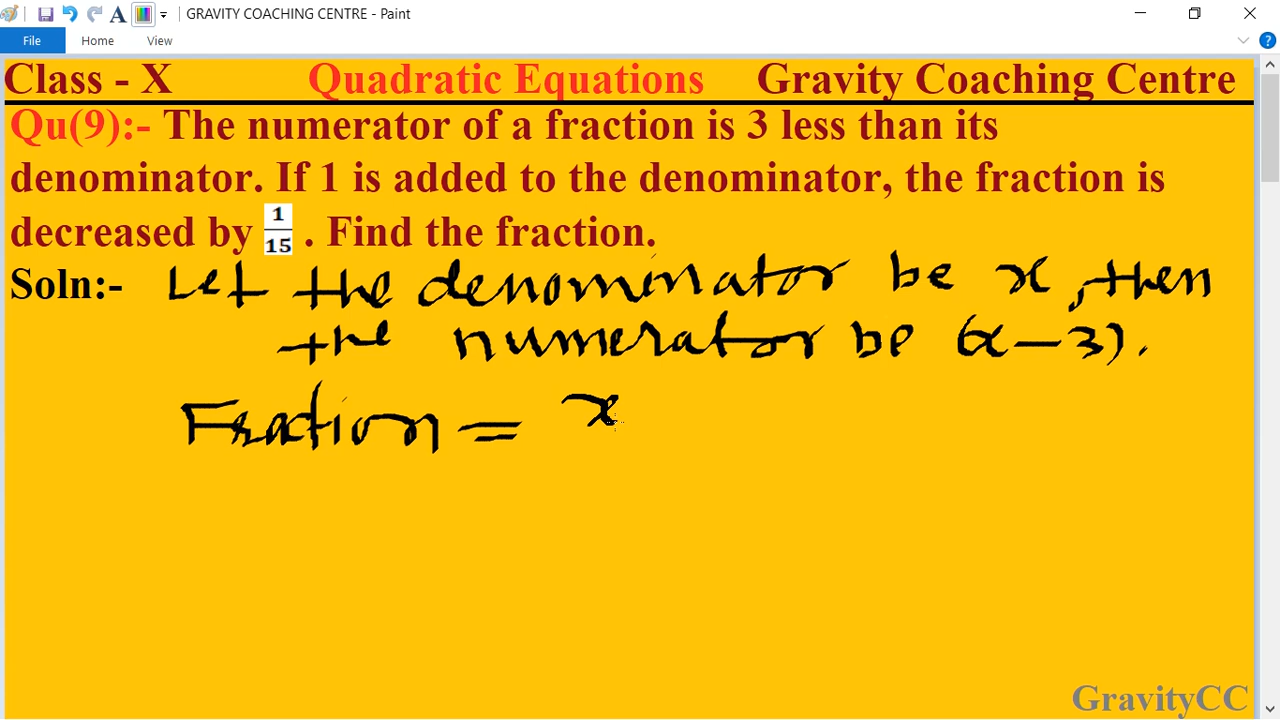 GRAVITY COACHING CENTRE - Paint
File Home View
Class - X Quadratic Equations Gravity Coaching Centre
Qu(9):- The numerator of a fraction is 3 less than its
denominator. If 1 is added to the denominator, the fraction is
decreased by 1/15 . Find the fraction.
Soln:- Let the denominator be x, then
the numerator be (x-3).
Fraction = x
GravityCC